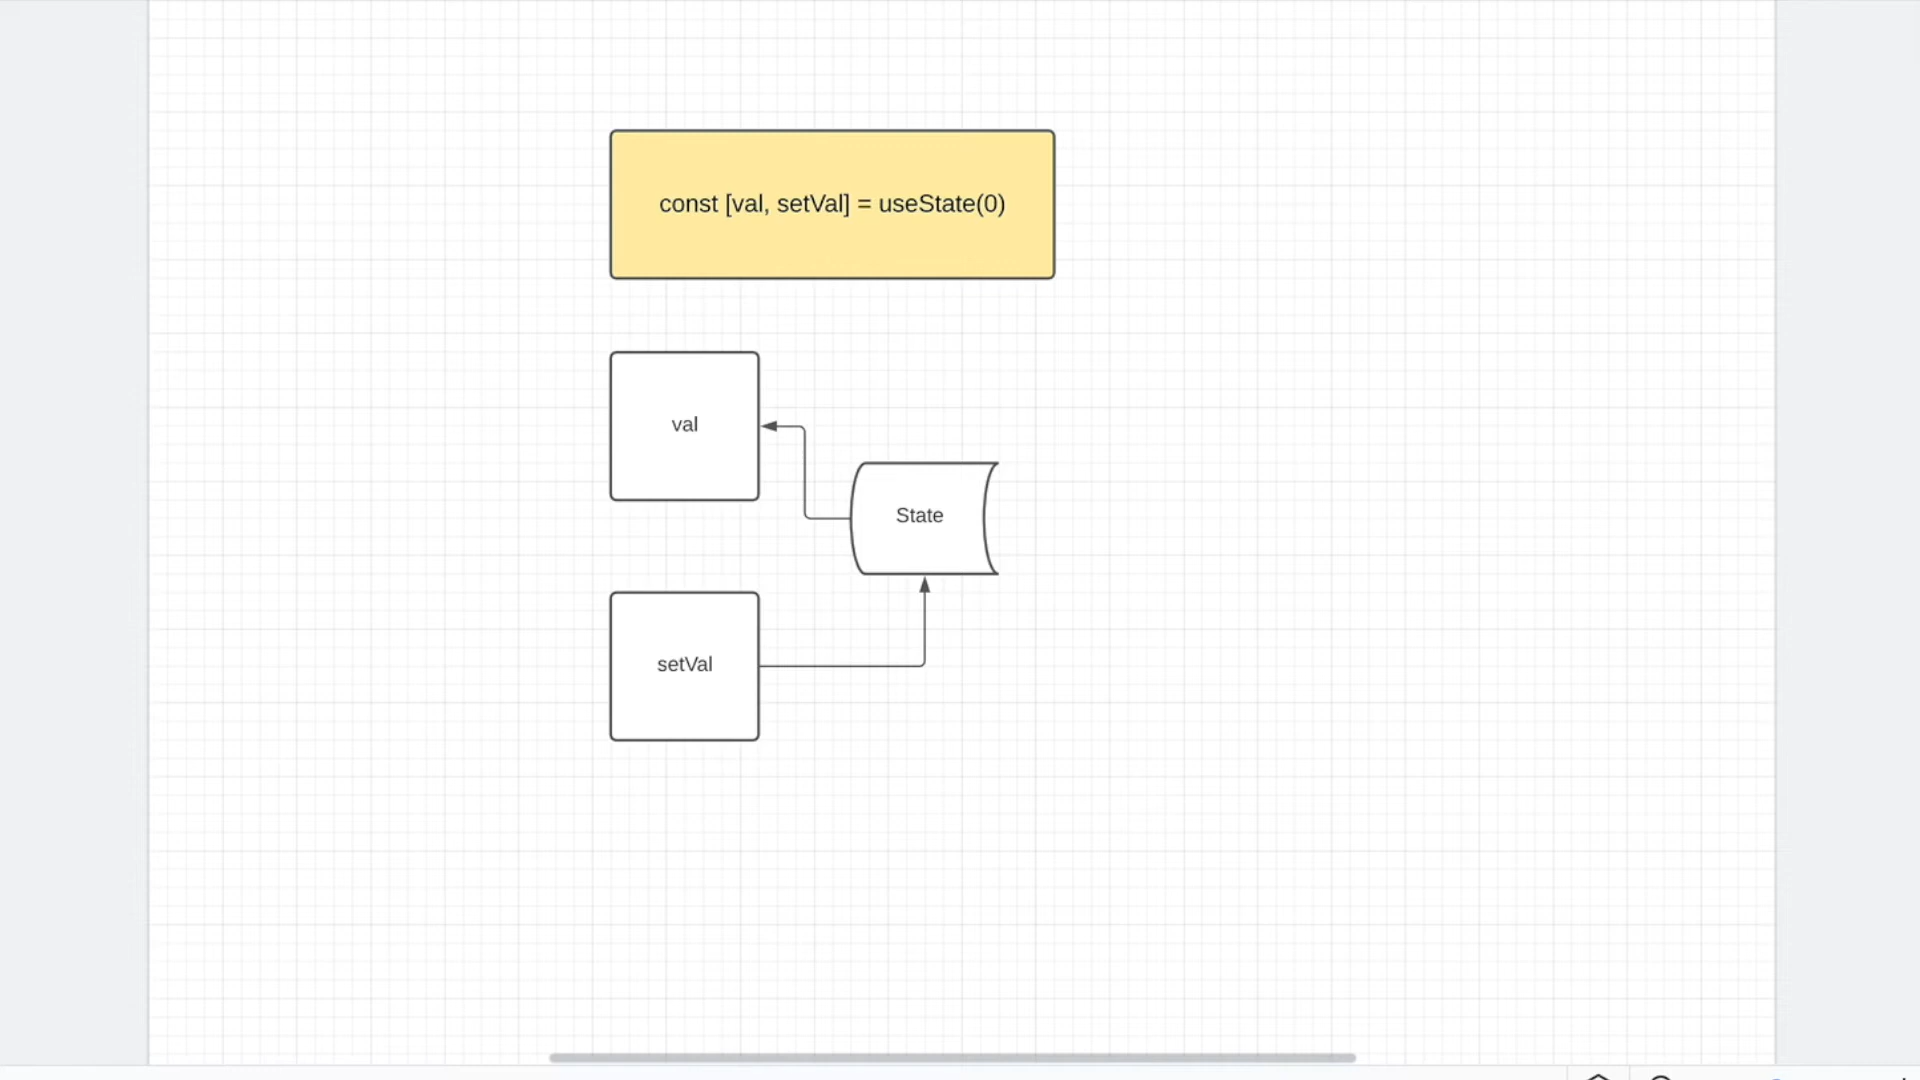 const [val, setVal] = useState(0)
val
State
setVal